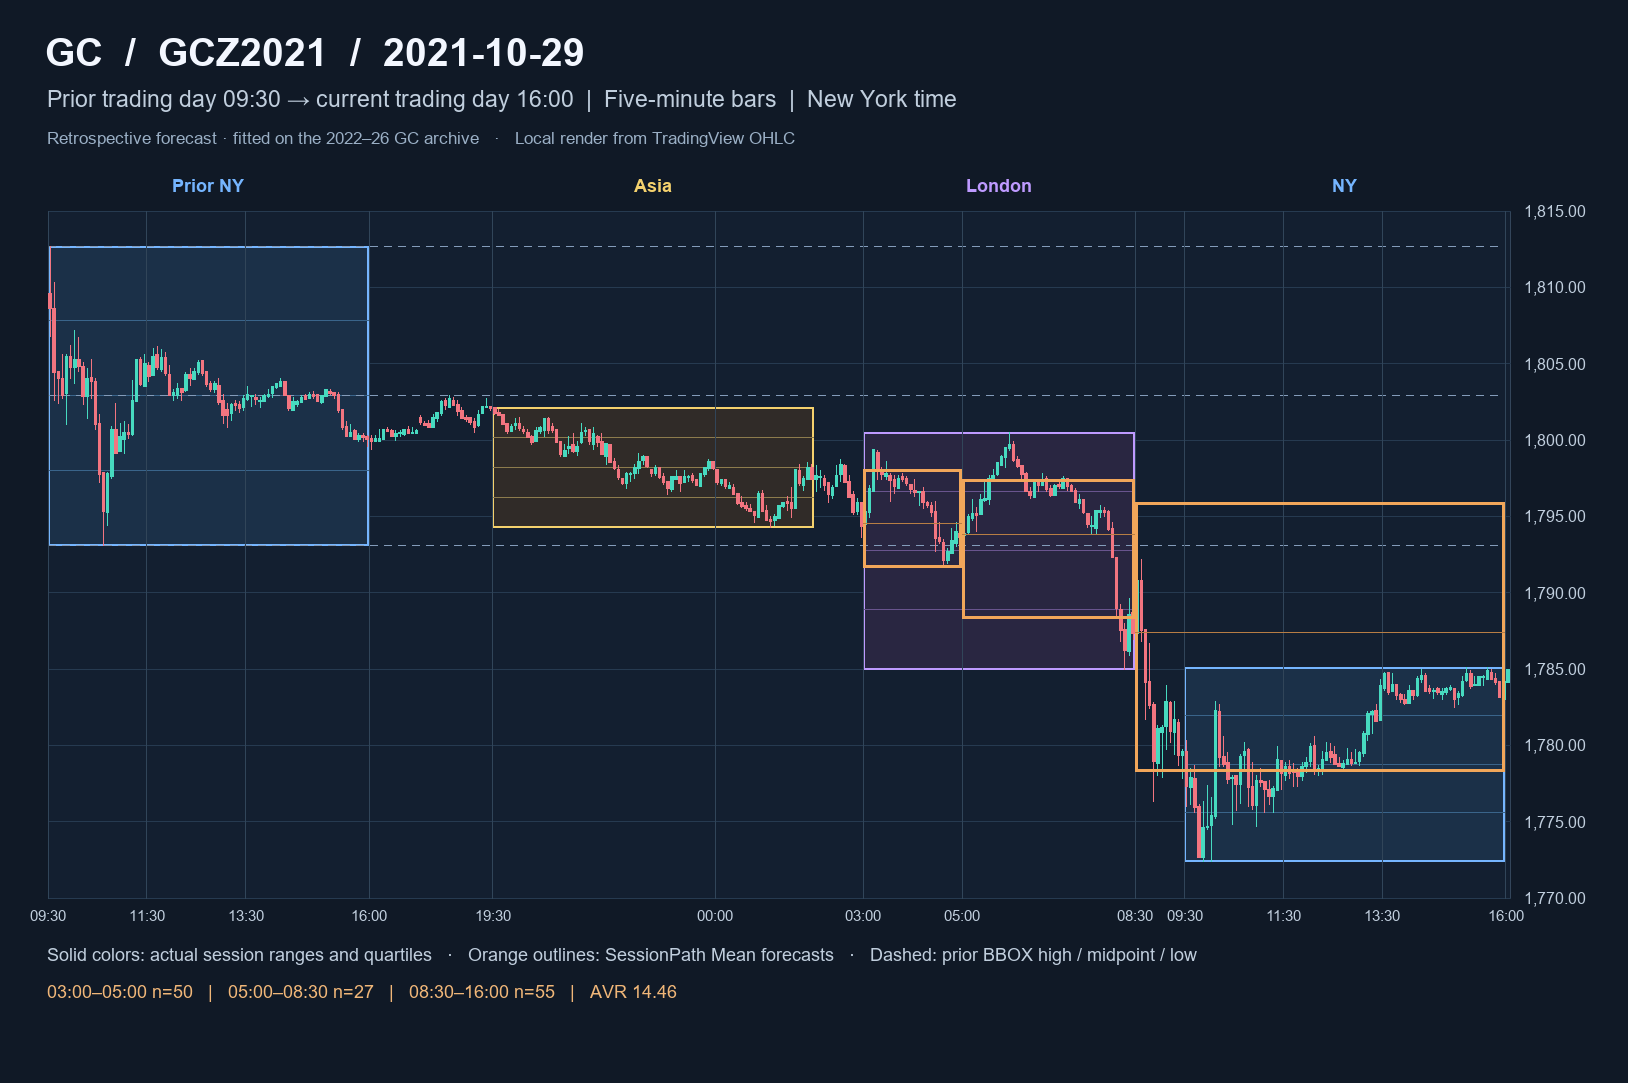 GC / GCZ2021 / 2021-10-29
Prior trading day 09:30 → current trading day 16:00 | Five-minute bars | New York time
Retrospective forecast · fitted on the 2022–26 GC archive · Local render from TradingView OHLC
Prior NY Asia London NY
1,815.00
1,810.00
1,805.00
1,800.00
1,795.00
1,790.00
1,785.00
1,780.00
1,775.00
1,770.00
09:30 11:30 13:30 16:00 19:30 00:00 03:00 05:00 08:30 09:30 11:30 13:30 16:00
Solid colors: actual session ranges and quartiles · Orange outlines: SessionPath Mean forecasts · Dashed: prior BBOX high / midpoint / low
03:00–05:00 n=50 | 05:00–08:30 n=27 | 08:30–16:00 n=55 | AVR 14.46